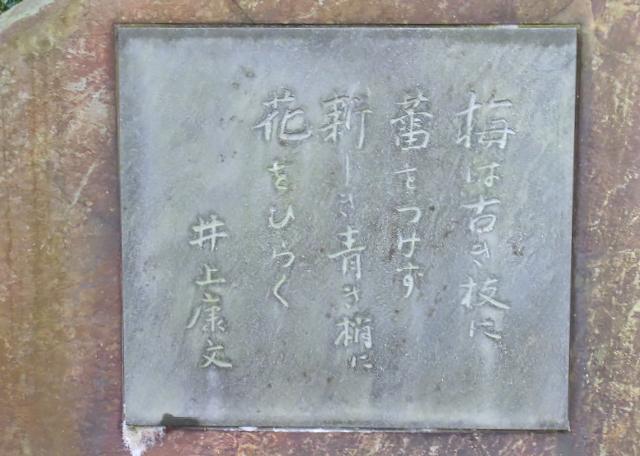 梅は古き枝に
蕾をつけず
新しき青き梢に
花をひらく
井上康文